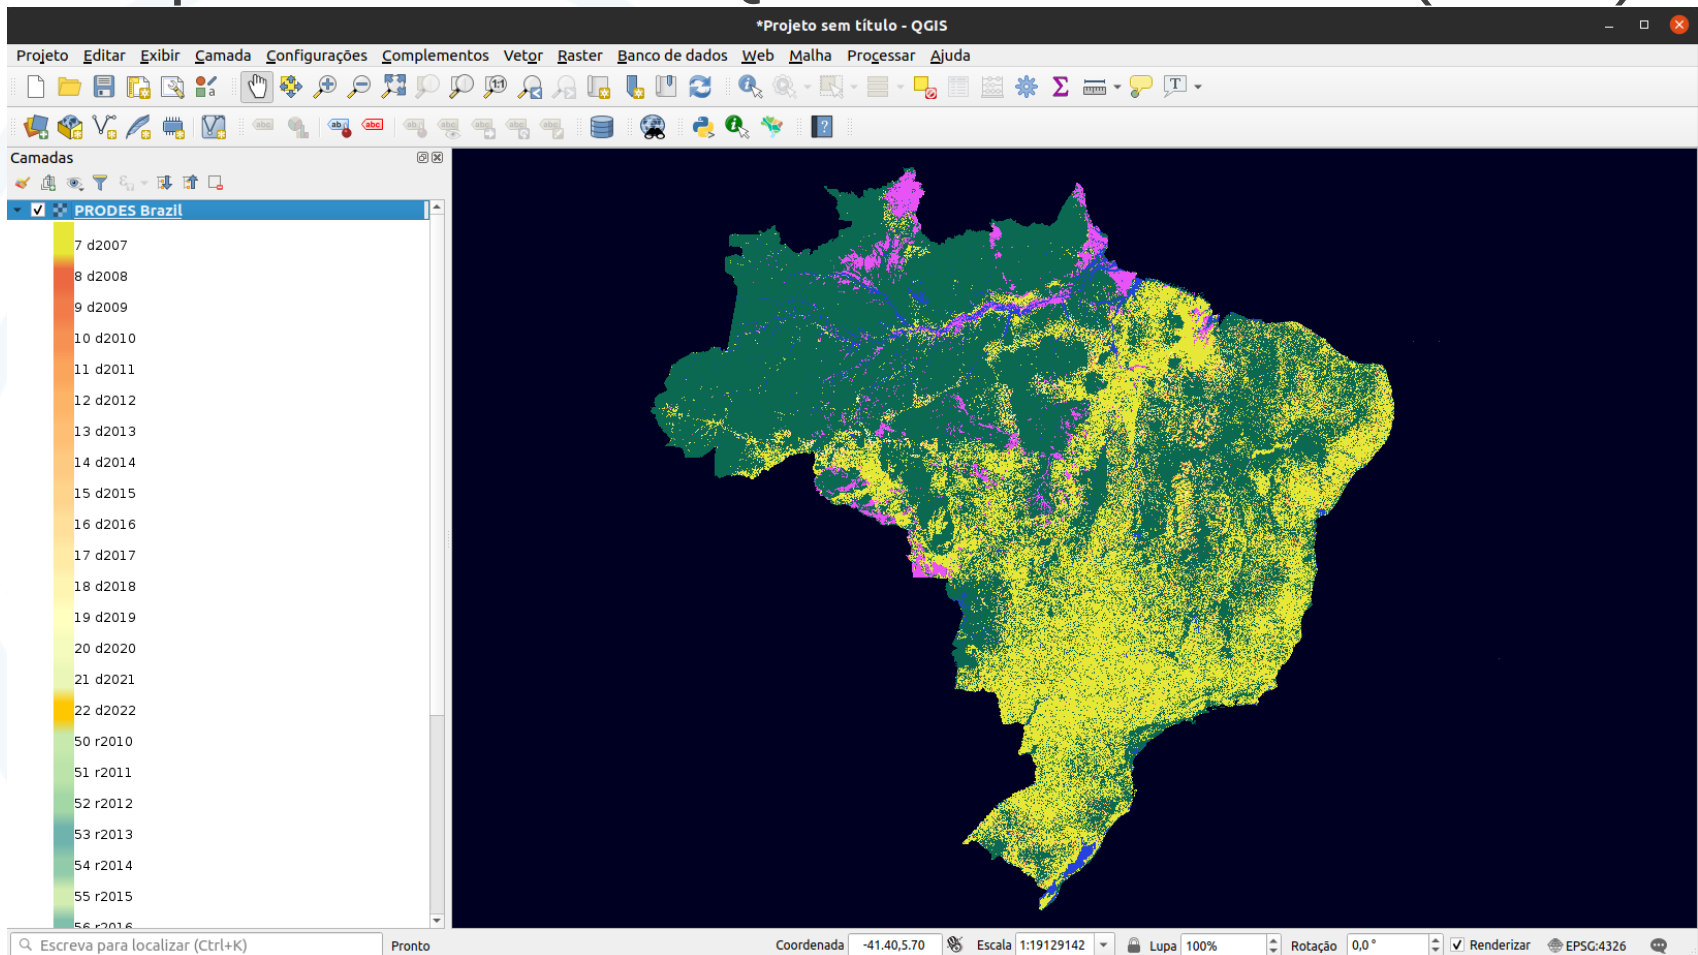 *Projeto sem título - QGIS
Projeto Editar Exibir Camada Configurações Complementos Vetor Raster Banco de dados Web Malha Processar Ajuda
Camadas
PRODES Brazil
7 d2007
8 d2008
9 d2009
10 d2010
11 d2011
12 d2012
13 d2013
14 d2014
15 d2015
16 d2016
17 d2017
18 d2018
19 d2019
20 d2020
21 d2021
22 d2022
50 r2010
51 r2011
52 r2012
53 r2013
54 r2014
55 r2015
56 r2016
Escreva para localizar (Ctrl+K) Pronto Coordenada -41.40,5.70 Escala 1:19129142 Lupa 100% Rotação 0,0 ° Renderizar EPSG:4326